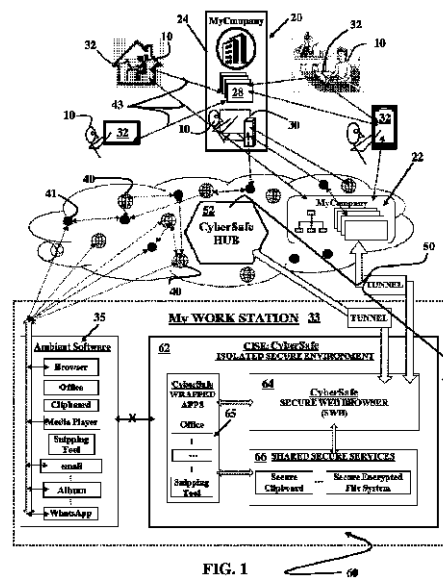 24
MyCmupany
20
32
10
32
10
28
43
10
32
10
30
32
40
22
41
52
MyCompany
CyberSafe
HUB
40
50
TUNNEL
My WORK STATION 33
TUNNEL
35
62
CISE: CyberSafe
ISOLATED SECURE ENVIRONMENT
Ambient Software
Browser
Office
Clipboard
Media Player
Snipping
Tool
email
Album
WhatsApp
X
CyberSafe
WRAPPED
APPS
Office
65
...
Snipping
Tool
64
CyberSafe
SECURE WEB BROWSER
(SWB)
66 SHARED SECURE SERVICES
Secure
Clipboard
...
Secure Encrypted
File System
FIG. 1
60